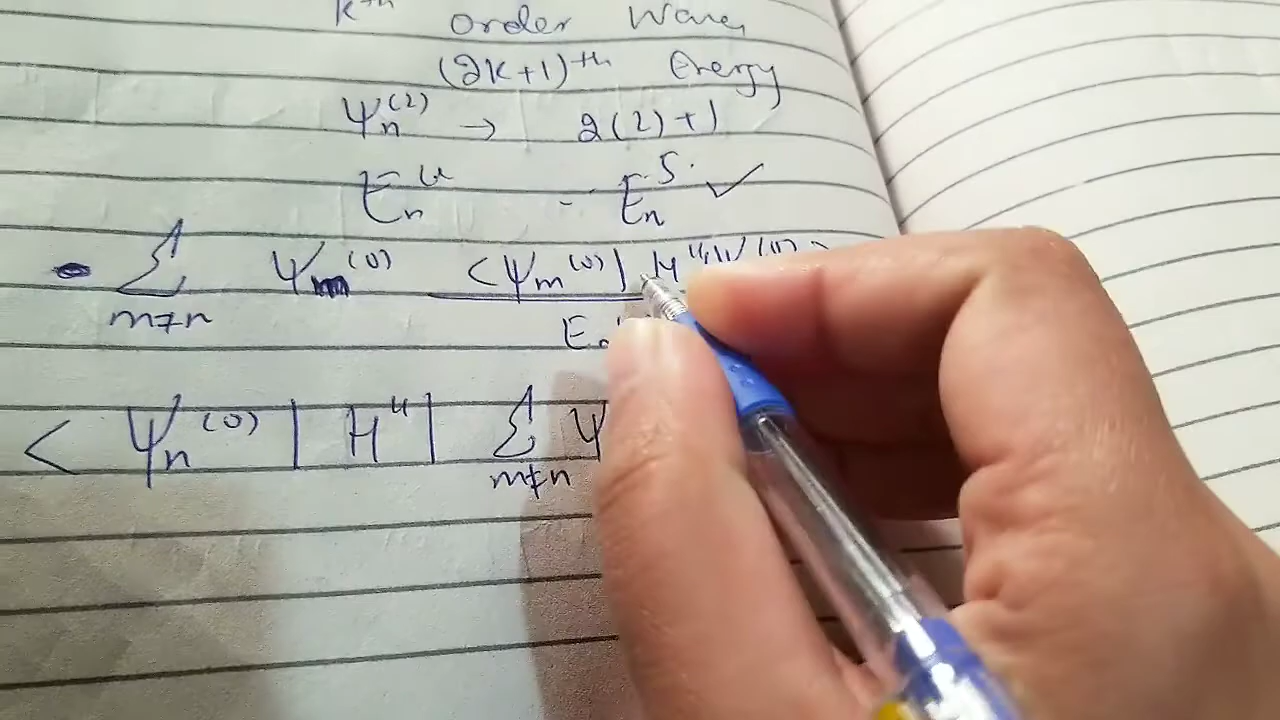 kth order Wave
(2k+1)th Energy
Ψn(2) → 2(2)+1
En4 - En5. ✓
Σ Ψm(0) <Ψm(0)| H"
m≠n
< Ψn(0) | H" | Σ Ψ
m≠n